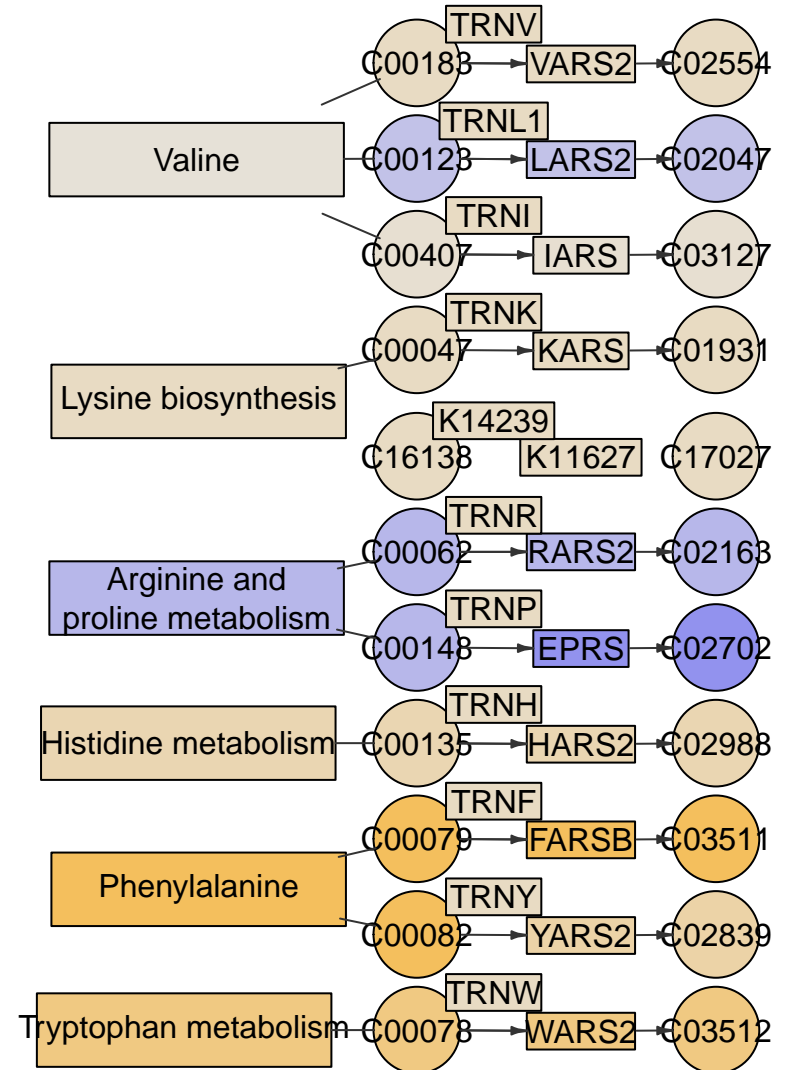 TRNV
C00183
VARS2
C02554
TRNL1
Valine
C00123
LARS2
C02047
TRNI
C00407
IARS
C03127
TRNK
C00047
KARS
C01931
Lysine biosynthesis
K14239
C16138
K11627
C17027
TRNR
C00062
RARS2
C02163
Arginine and
proline metabolism
TRNP
C00148
EPRS
C02702
TRNH
Histidine metabolism
C00135
HARS2
C02988
TRNF
C00079
FARSB
C03511
Phenylalanine
TRNY
C00082
YARS2
C02839
TRNW
Tryptophan metabolism
C00078
WARS2
C03512